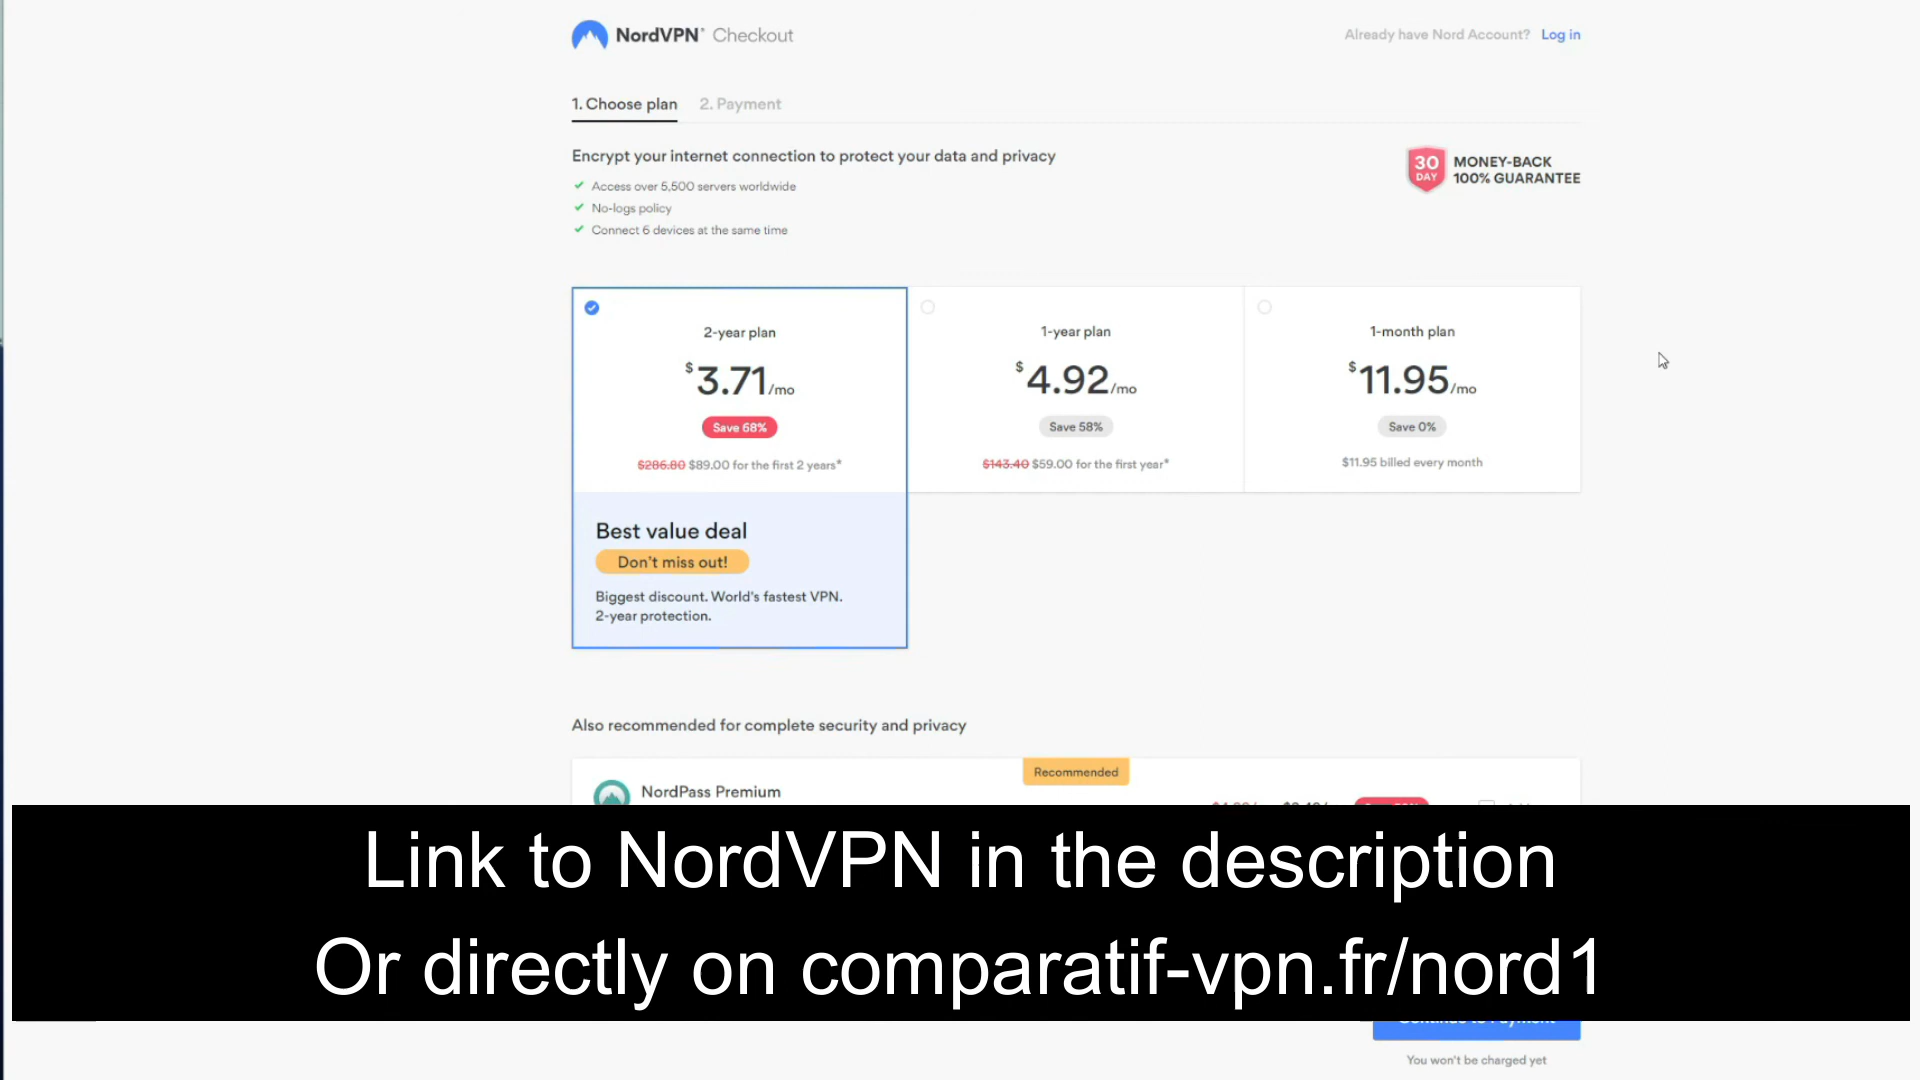 NordVPN® Checkout
Already have Nord Account? Log in
1. Choose plan 2. Payment
Encrypt your internet connection to protect your data and privacy
✔ Access over 5,500 servers worldwide
✔ No-logs policy
✔ Connect 6 devices at the same time
30 DAY
MONEY-BACK
100% GUARANTEE
2-year plan
$3.71/mo
Save 68%
$286.80 $89.00 for the first 2 years*
Best value deal
Don't miss out!
Biggest discount. World's fastest VPN.
2-year protection.
1-year plan
$4.92/mo
Save 58%
$143.40 $59.00 for the first year*
1-month plan
$11.95/mo
Save 0%
$11.95 billed every month
Also recommended for complete security and privacy
Recommended
NordPass Premium
Link to NordVPN in the description
Or directly on comparatif-vpn.fr/nord1
Continue to Payment
You won't be charged yet